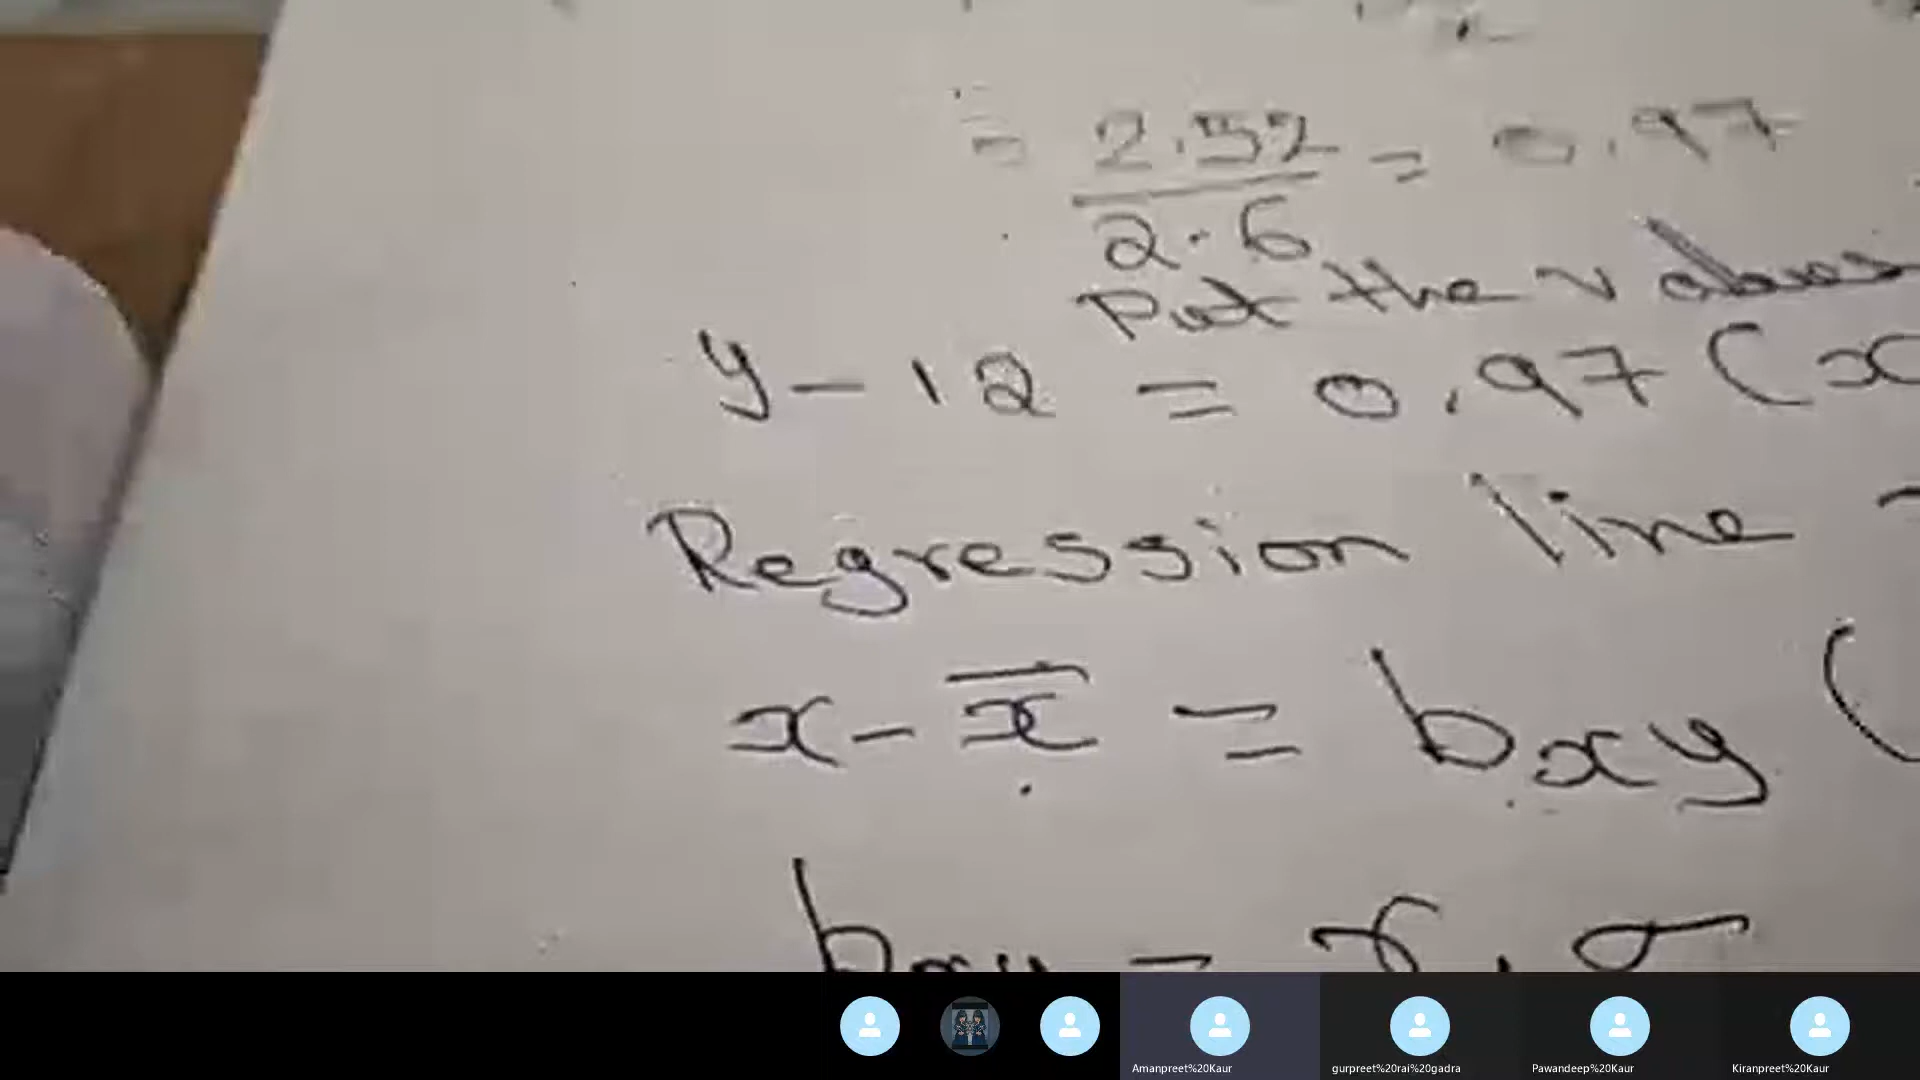 = 2.52/2.6 = 0.97
Put the values
y - 12 = 0.97 (x
Regression line
x - x̅ = bxy (
bxy = r . σ
Amanpreet%20Kaur
gurpreet%20rai%20gadra
Pawandeep%20Kaur
Kiranpreet%20Kaur